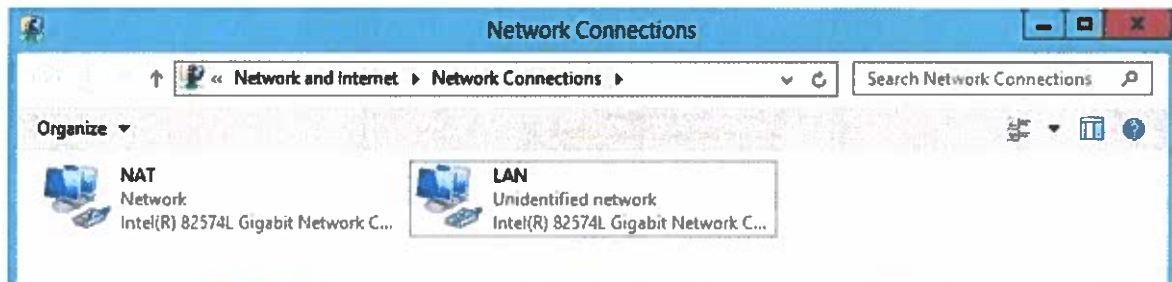 Network Connections
« Network and Internet ▸ Network Connections ▸
Search Network Connections
Organize ▾
NAT
Network
Intel(R) 82574L Gigabit Network C...
LAN
Unidentified network
Intel(R) 82574L Gigabit Network C...